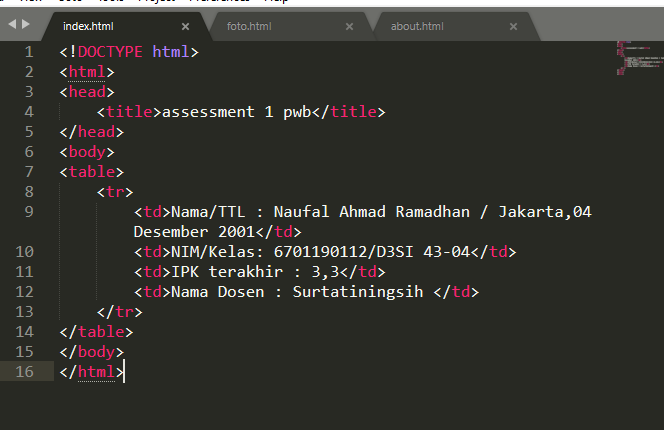 index.html × foto.html × about.html ×
1 <!DOCTYPE html>
2 <html>
3 <head>
4 <title>assessment 1 pwb</title>
5 </head>
6 <body>
7 <table>
8 <tr>
9 <td>Nama/TTL : Naufal Ahmad Ramadhan / Jakarta,04
Desember 2001</td>
10 <td>NIM/Kelas: 6701190112/D3SI 43-04</td>
11 <td>IPK terakhir : 3,3</td>
12 <td>Nama Dosen : Surtatiningsih </td>
13 </tr>
14 </table>
15 </body>
16 </html>